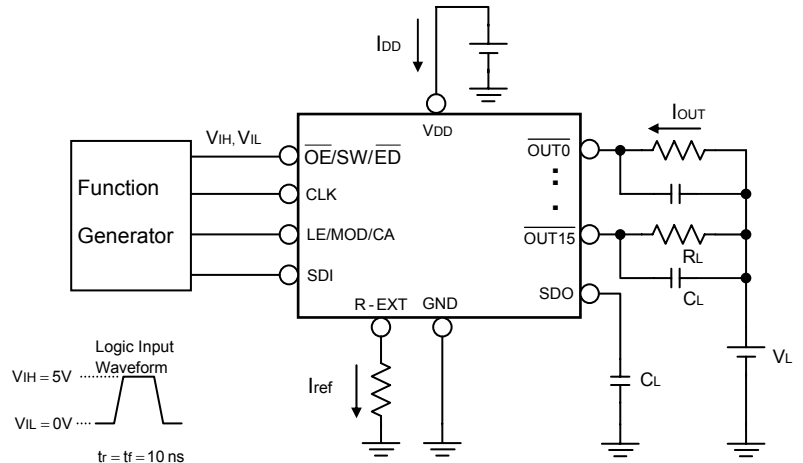 IDD
VDD
IOUT
VIH, VIL
OE/SW/ED
OUT0
Function
Generator
CLK
LE/MOD/CA
OUT15
RL
SDI
SDO
CL
R-EXT
GND
Logic Input
Waveform
VIH = 5V
VIL = 0V
tr = tf = 10 ns
Iref
CL
VL